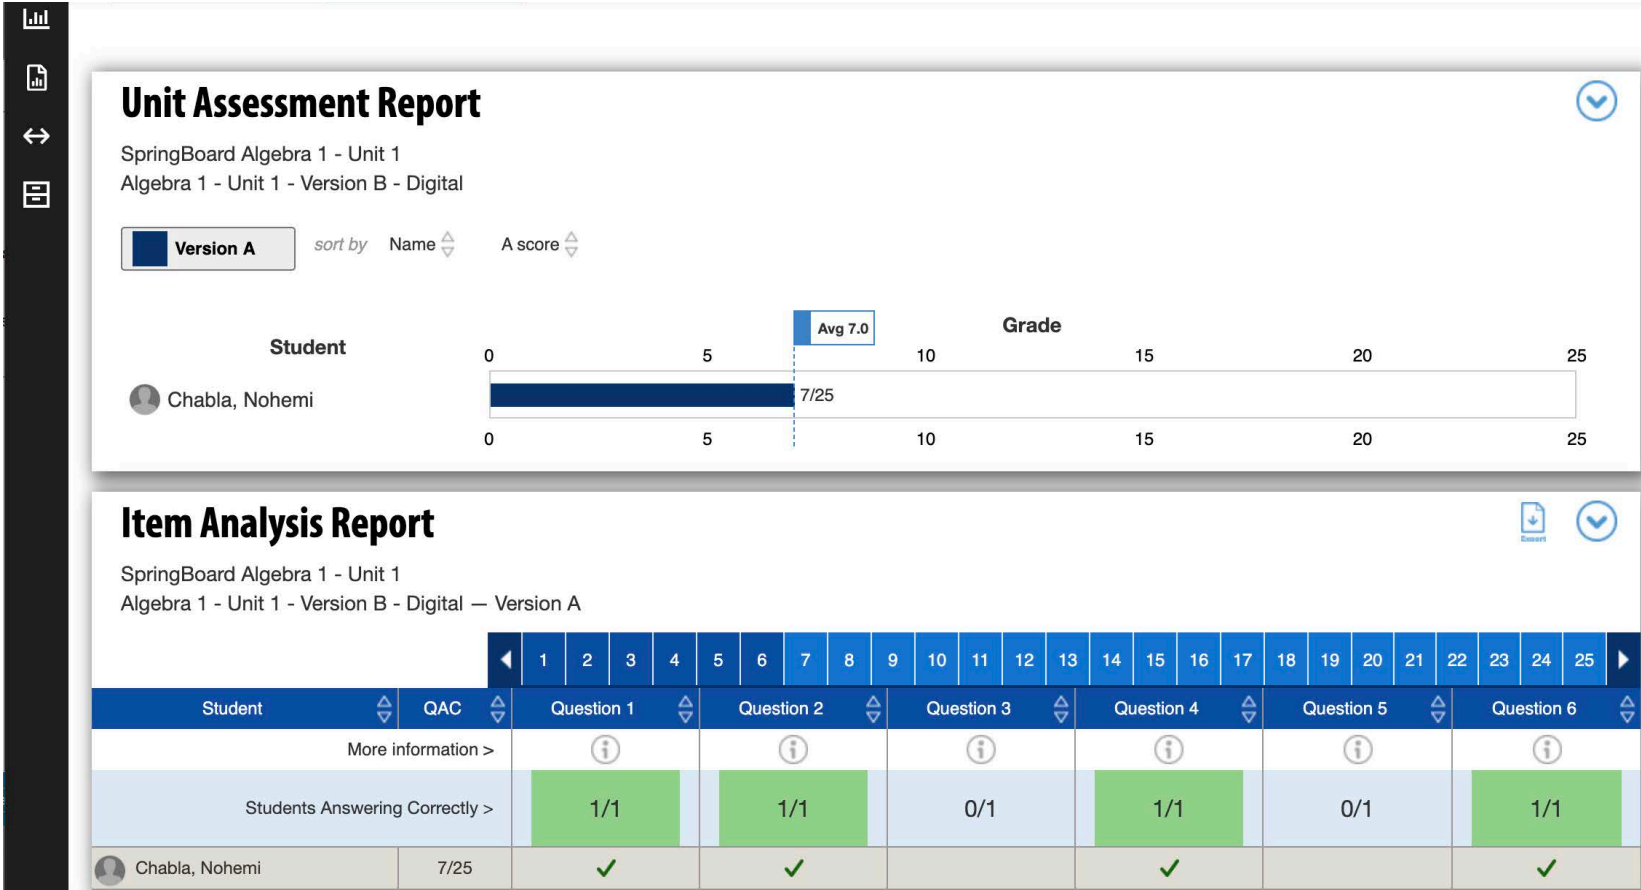 Unit Assessment Report
SpringBoard Algebra 1 - Unit 1
Algebra 1 - Unit 1 - Version B - Digital
Version A sort by Name A score
Avg 7.0 Grade
Student
0 5 10 15 20 25
Chabla, Nohemi 7/25
0 5 10 15 20 25
Item Analysis Report
Export
SpringBoard Algebra 1 - Unit 1
Algebra 1 - Unit 1 - Version B - Digital — Version A
1 2 3 4 5 6 7 8 9 10 11 12 13 14 15 16 17 18 19 20 21 22 23 24 25
Student QAC Question 1 Question 2 Question 3 Question 4 Question 5 Question 6
More information >
Students Answering Correctly > 1/1 1/1 0/1 1/1 0/1 1/1
Chabla, Nohemi 7/25